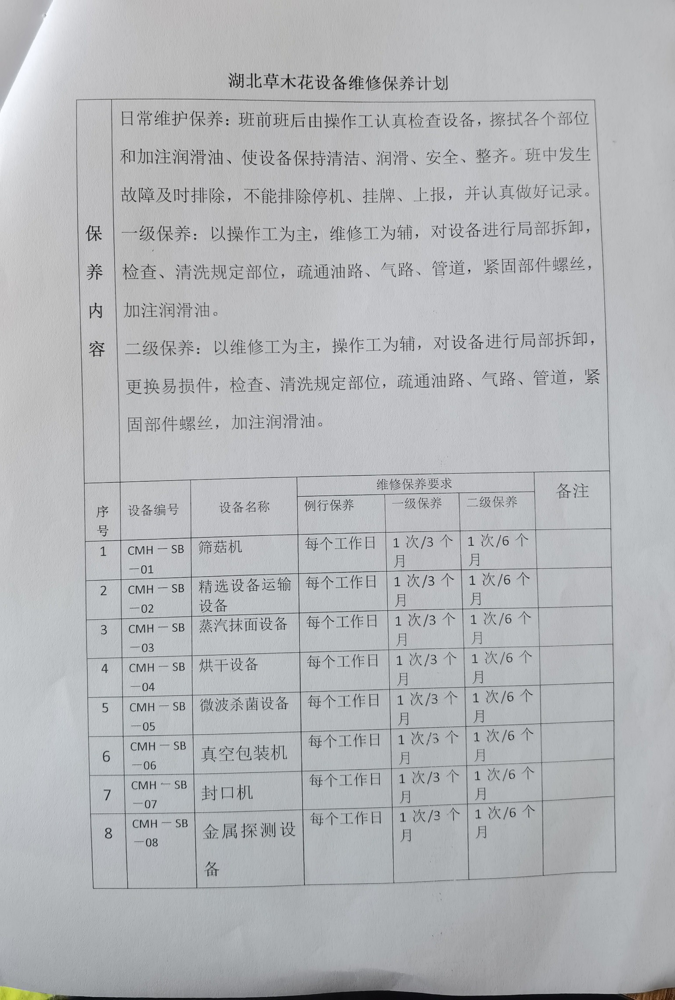 湖北草木花设备维修保养计划
保
养
内
容
日常维护保养：班前班后由操作工认真检查设备，擦拭各个部位
和加注润滑油、使设备保持清洁、润滑、安全、整齐。班中发生
故障及时排除，不能排除停机、挂牌、上报，并认真做好记录。
一级保养：以操作工为主，维修工为辅，对设备进行局部拆卸，
检查、清洗规定部位，疏通油路、气路、管道，紧固部件螺丝，
加注润滑油。
二级保养：以维修工为主，操作工为辅，对设备进行局部拆卸，
更换易损件，检查、清洗规定部位，疏通油路、气路、管道，紧
固部件螺丝，加注润滑油。
序
号
设备编号
设备名称
维修保养要求
例行保养 一级保养 二级保养
备注
1
CMH－SB
－01
筛菇机
每个工作日
1 次/3 个
月
1 次/6 个
月
2
CMH－SB
－02
精选设备运输
设备
每个工作日
1 次/3 个
月
1 次/6 个
月
3
CMH－SB
－03
蒸汽抹面设备
每个工作日
1 次/3 个
月
1 次/6 个
月
4
CMH－SB
－04
烘干设备
每个工作日
1 次/3 个
月
1 次/6 个
月
5
CMH－SB
－05
微波杀菌设备
每个工作日
1 次/3 个
月
1 次/6 个
月
6
CMH－SB
－06
真空包装机
每个工作日
1 次/3 个
月
1 次/6 个
月
7
CMH－SB
－07
封口机
每个工作日
1 次/3 个
月
1 次/6 个
月
8
CMH－SB
－08
金属探测设
备
每个工作日
1 次/3 个
月
1 次/6 个
月